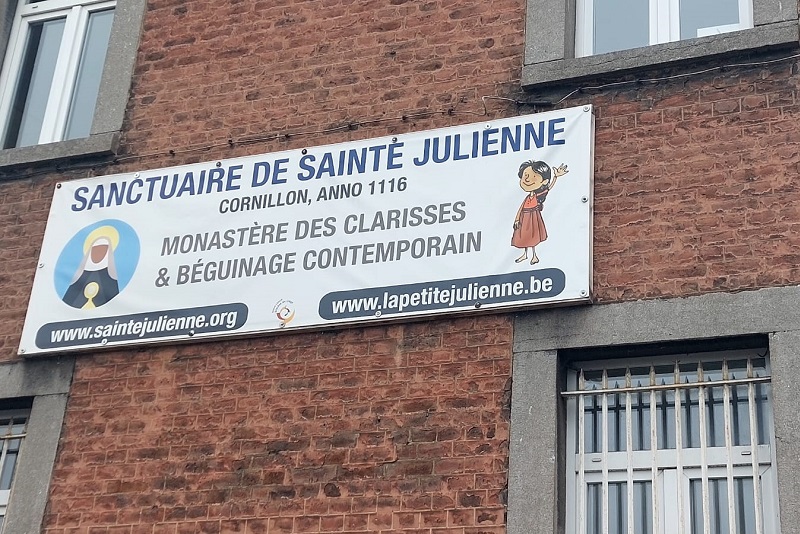 SANCTUAIRE DE SAINTE JULIENNE
CORNILLON, ANNO 1116
MONASTÈRE DES CLARISSES
& BÉGUINAGE CONTEMPORAIN
www.saintejulienne.org
www.lapetitejulienne.be